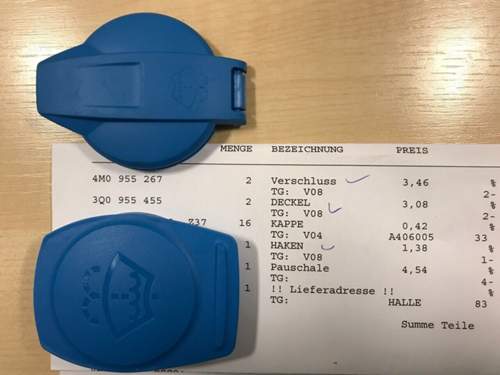 MENGE BEZEICHNUNG PREIS
4M0 955 267 2 Verschluss 3,46 %
TG: V08 2-
3Q0 955 455 2 DECKEL 3,08 %
TG: V08 2-
Z37 16 KAPPE 0,42 %
TG: V04 A406005 33
1 HAKEN 1,38 %
TG: V08 1-
1 Pauschale 4,54 %
TG: 4-
1 !! Lieferadresse !! %
TG: HALLE 83
Summe Teile